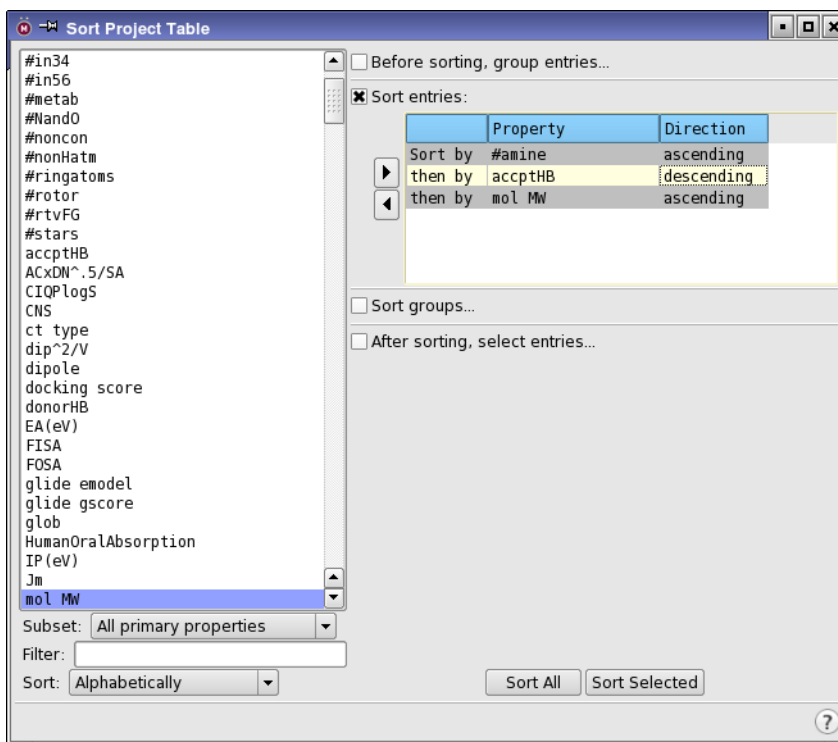 Sort Project Table
#in34
#in56
#metab
#NandO
#noncon
#nonHatm
#ringatoms
#rotor
#rtvFG
#stars
accptHB
ACxDN^.5/SA
CIQPlogS
CNS
ct type
dip^2/V
dipole
docking score
donorHB
EA(eV)
FISA
FOSA
glide emodel
glide gscore
glob
HumanOralAbsorption
IP(eV)
Jm
mol MW
Subset: All primary properties
Filter:
Sort: Alphabetically
Before sorting, group entries...
Sort entries:
Property Direction
Sort by #amine ascending
then by accptHB descending
then by mol MW ascending
Sort groups...
After sorting, select entries...
Sort All Sort Selected
?